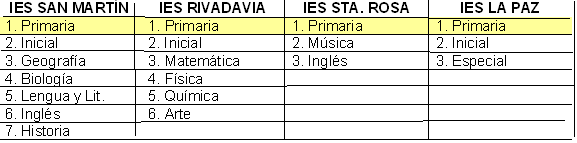 IES SAN MARTÍN IES RIVADAVIA IES STA. ROSA IES LA PAZ
1. Primaria 1. Primaria 1. Primaria 1. Primaria
2. Inicial 2. Inicial 2. Música 2. Inicial
3. Geografía 3. Matemática 3. Inglés 3. Especial
4. Biología 4. Física
5. Lengua y Lit. 5. Química
6. Inglés 6. Arte
7. Historia